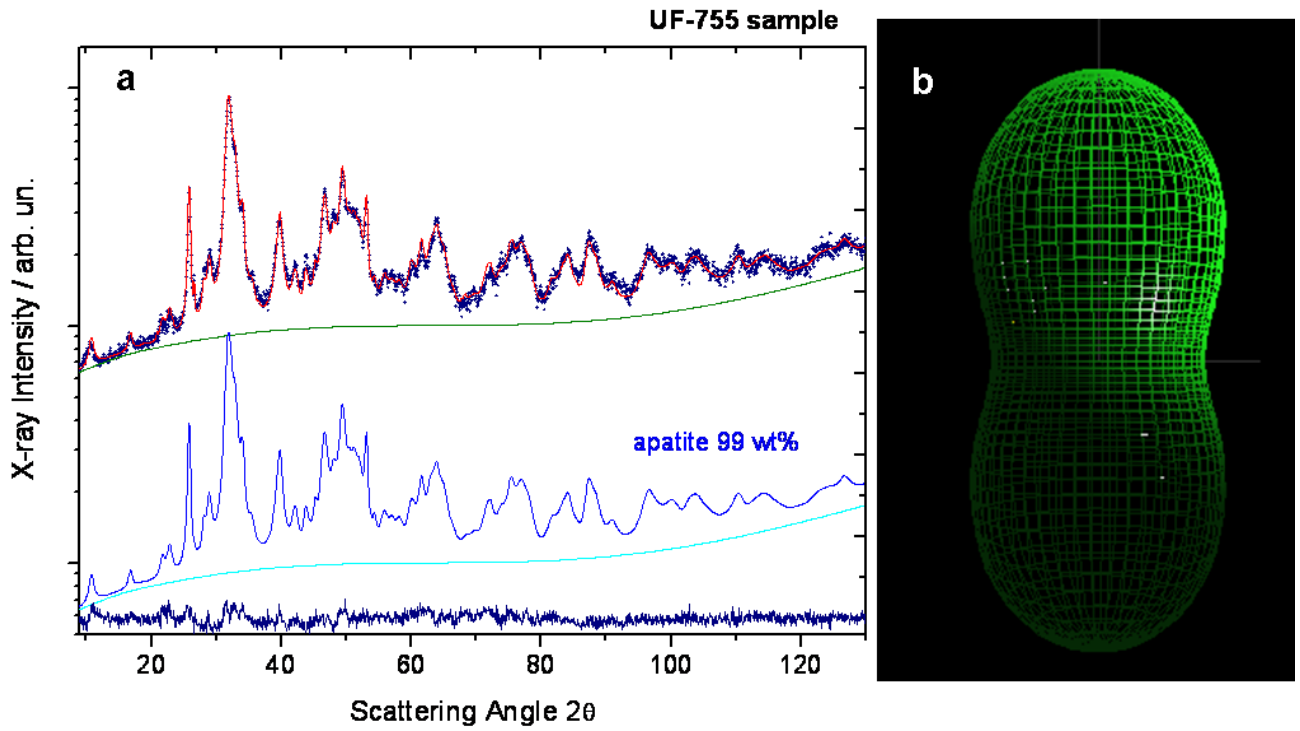 UF-755 sample
a
b
X-ray Intensity / arb. un.
apatite 99 wt%
20 40 60 80 100 120
Scattering Angle 2θ